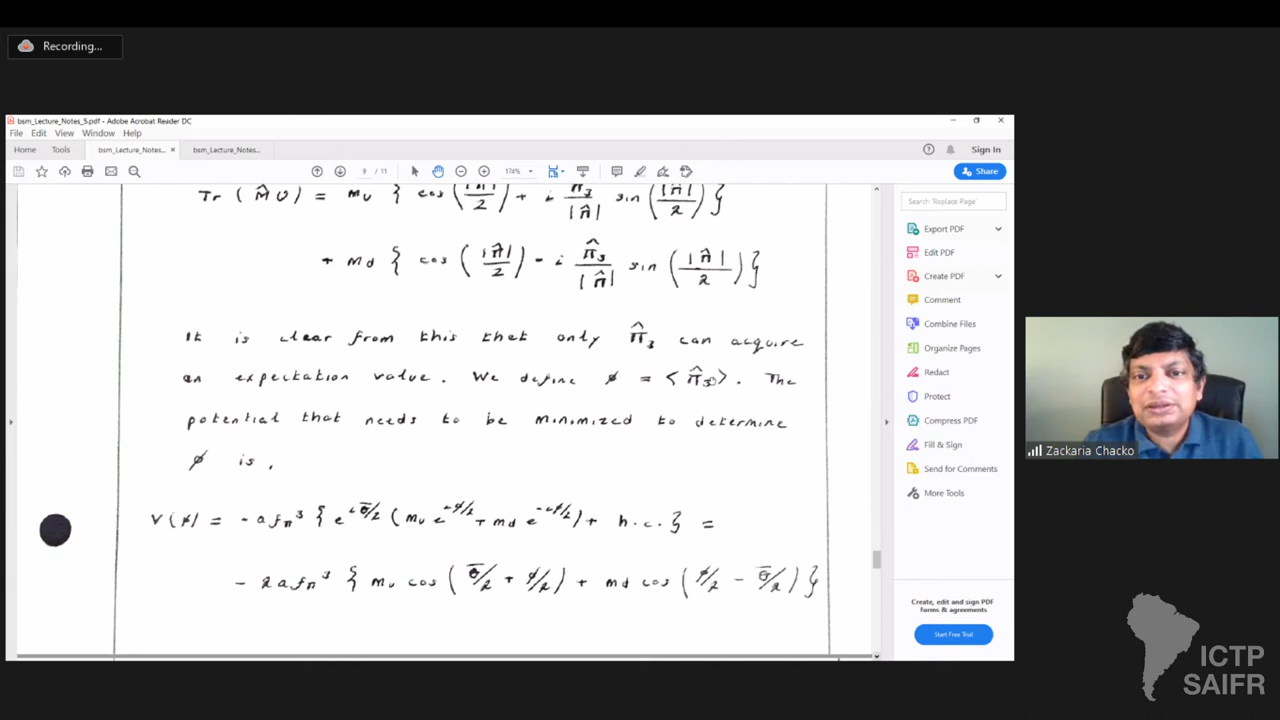 Recording...
bsm_Lecture_Notes_5.pdf - Adobe Acrobat Reader DC
File Edit View Window Help
Home Tools bsm_Lecture_Notes... × bsm_Lecture_Notes... Sign In
9 / 11 174% Share
Tr ( M̂ U ) = mu { cos ( |π̂| / 2 ) + i π̂3 / |π̂| sin ( |π̂| / 2 ) }
+ md { cos ( |π̂| / 2 ) - i π̂3 / |π̂| sin ( |π̂| / 2 ) }
It is clear from this that only π̂3 can acquire
an expectation value. We define φ = < π̂3 >. The
potential that needs to be minimized to determine
φ is,
V(φ) = - a fπ³ { e^{iθ̄/2} ( mu e^{iφ/2} + md e^{-iφ/2} ) + h.c. } =
- 2 a fπ³ { mu cos ( θ̄/2 + φ/2 ) + md cos ( φ/2 - θ̄/2 ) }
Search 'Replace Page'
Export PDF
Edit PDF
Create PDF
Comment
Combine Files
Organize Pages
Redact
Protect
Compress PDF
Fill & Sign
Send for Comments
More Tools
Create, edit and sign PDF
forms & agreements
Start Free Trial
Zackaria Chacko
ICTP
SAIFR